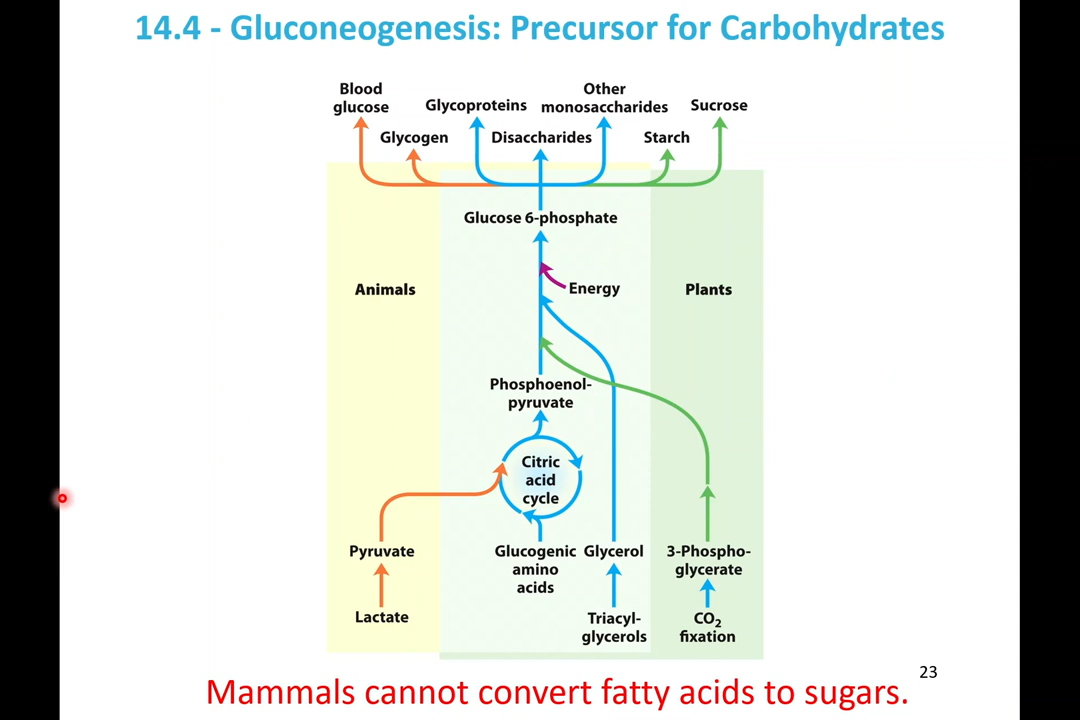 14.4 - Gluconeogenesis: Precursor for Carbohydrates
Blood
glucose
Glycoproteins
Other
monosaccharides
Sucrose
Glycogen
Disaccharides
Starch
Glucose 6-phosphate
Animals
Energy
Plants
Phosphoenol-
pyruvate
Citric
acid
cycle
Pyruvate
Glucogenic
amino
acids
Glycerol
3-Phospho-
glycerate
Lactate
Triacyl-
glycerols
CO₂
fixation
23
Mammals cannot convert fatty acids to sugars.